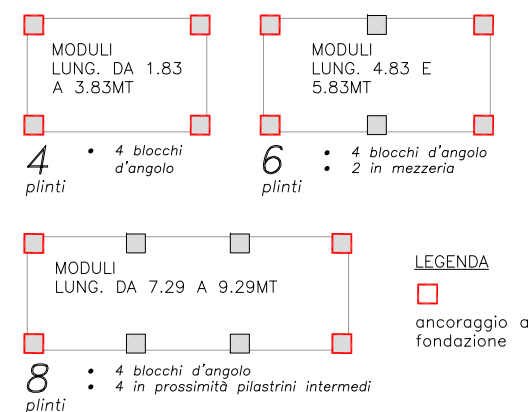 MODULI
LUNG. DA 1.83
A 3.83MT
4
plinti
• 4 blocchi
d'angolo
MODULI
LUNG. 4.83 E
5.83MT
6
plinti
• 4 blocchi d'angolo
• 2 in mezzeria
MODULI
LUNG. DA 7.29 A 9.29MT
8
plinti
• 4 blocchi d'angolo
• 4 in prossimità pilastrini intermedi
LEGENDA
ancoraggio a
fondazione